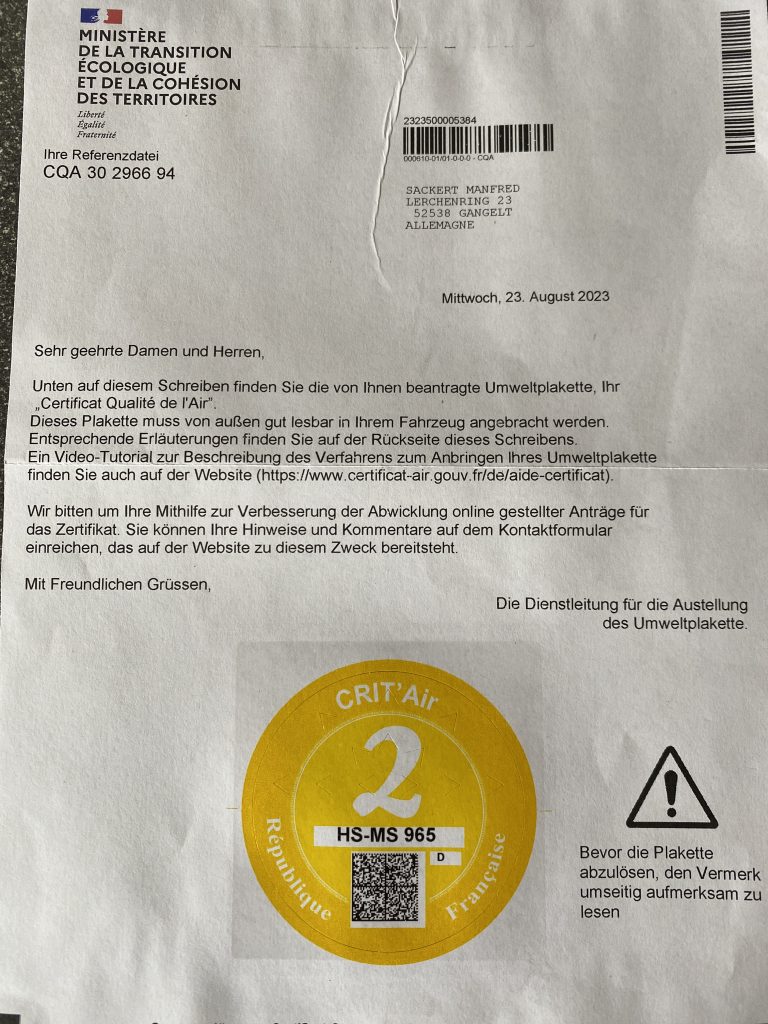 MINISTÈRE
DE LA TRANSITION
ÉCOLOGIQUE
ET DE LA COHÉSION
DES TERRITOIRES
Liberté
Égalité
Fraternité
Ihre Referenzdatei
CQA 30 2966 94
2323500005384
000610-01/01-0-0-0 - CQA
SACKERT MANFRED
LERCHENRING 23
52538 GANGELT
ALLEMAGNE
Mittwoch, 23. August 2023
Sehr geehrte Damen und Herren,
Unten auf diesem Schreiben finden Sie die von Ihnen beantragte Umweltplakette, Ihr
„Certificat Qualité de l'Air”.
Dieses Plakette muss von außen gut lesbar in Ihrem Fahrzeug angebracht werden.
Entsprechende Erläuterungen finden Sie auf der Rückseite dieses Schreibens.
Ein Video-Tutorial zur Beschreibung des Verfahrens zum Anbringen Ihres Umweltplakette
finden Sie auch auf der Website (https://www.certificat-air.gouv.fr/de/aide-certificat).
Wir bitten um Ihre Mithilfe zur Verbesserung der Abwicklung online gestellter Anträge für
das Zertifikat. Sie können Ihre Hinweise und Kommentare auf dem Kontaktformular
einreichen, das auf der Website zu diesem Zweck bereitsteht.
Mit Freundlichen Grüssen,
Die Dienstleitung für die Austellung
des Umweltplakette.
CRIT'Air
2
HS-MS 965
D
République Française
Bevor die Plakette
abzulösen, den Vermerk
umseitig aufmerksam zu
lesen